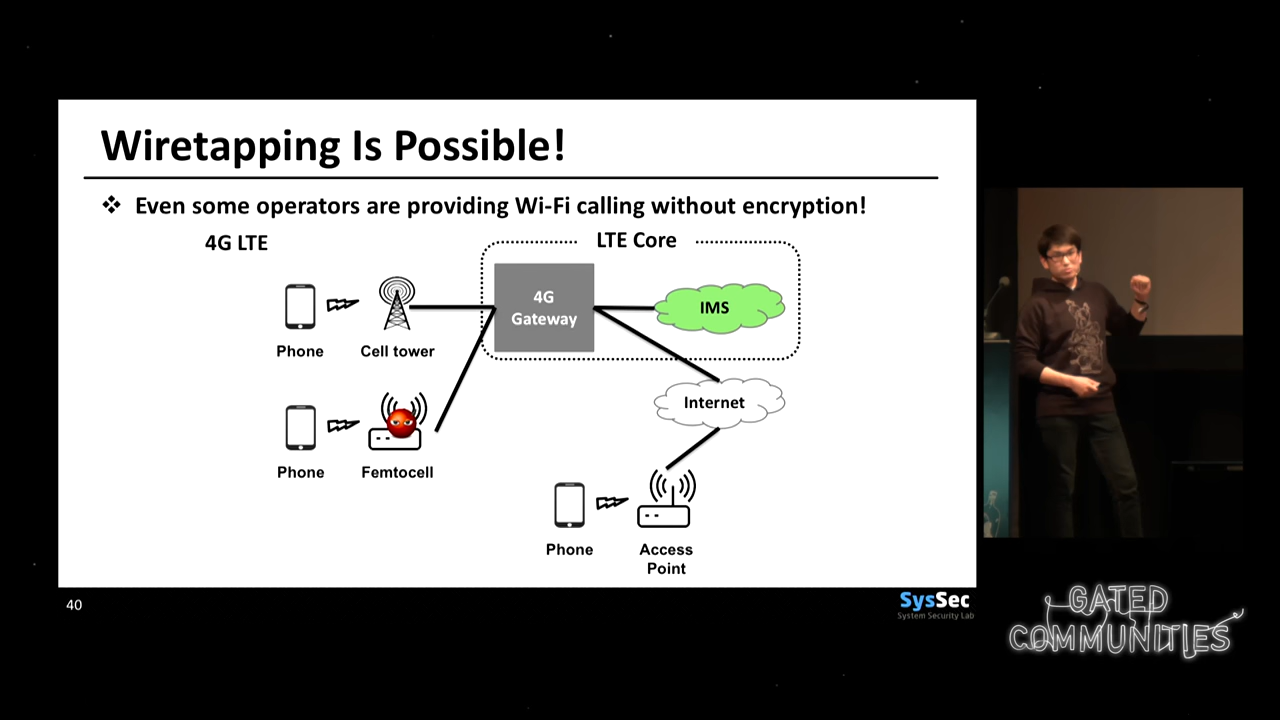 Wiretapping Is Possible!
❖ Even some operators are providing Wi-Fi calling without encryption!
4G LTE
LTE Core
4G
Gateway
IMS
Phone
Cell tower
Internet
Phone
Femtocell
Phone
Access
Point
40
SysSec
System Security Lab
GATED
COMMUNITIES